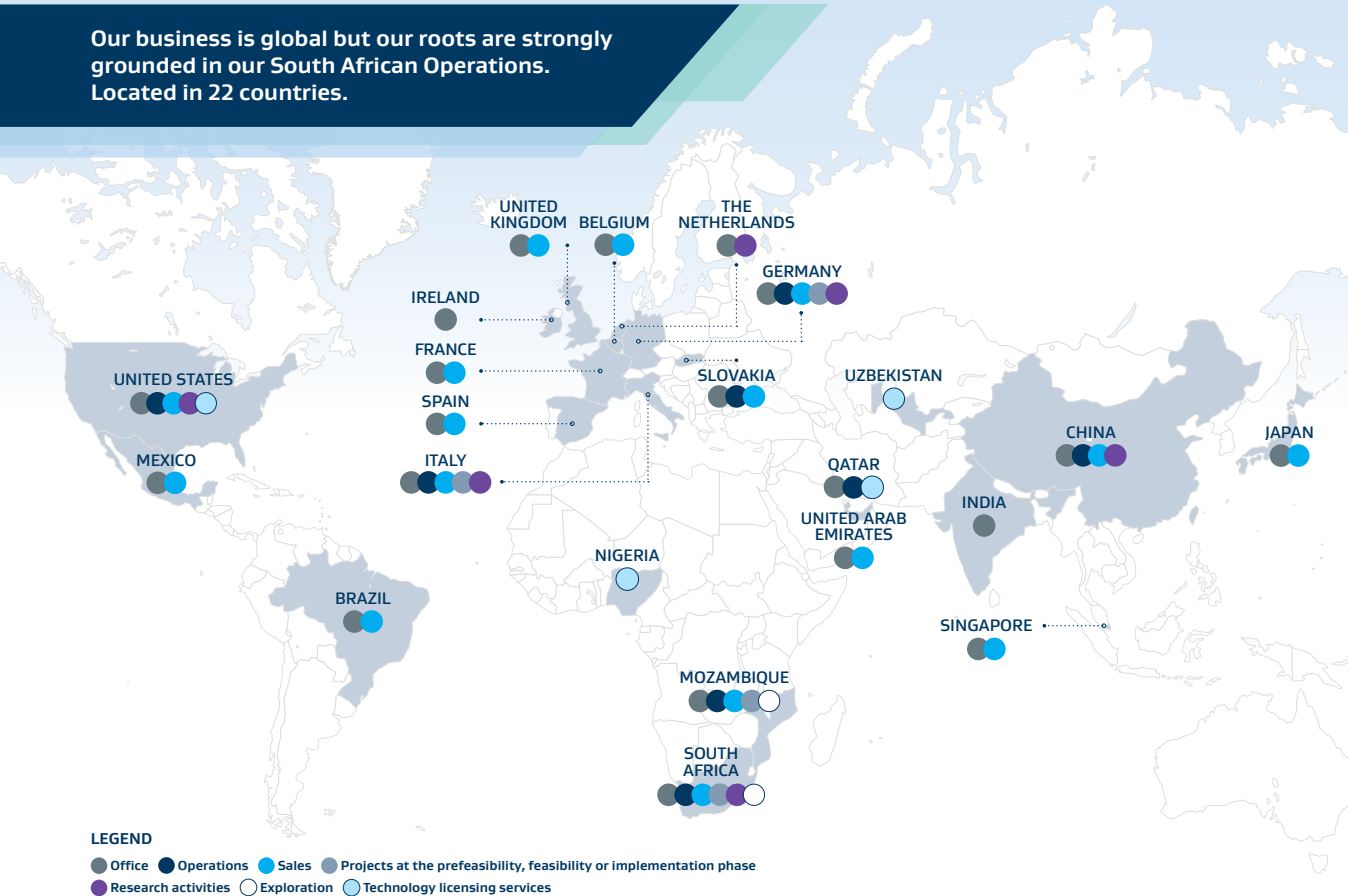 Our business is global but our roots are strongly
grounded in our South African Operations.
Located in 22 countries.
UNITED
KINGDOM
BELGIUM
THE
NETHERLANDS
GERMANY
IRELAND
FRANCE
SPAIN
ITALY
SLOVAKIA
UZBEKISTAN
UNITED STATES
MEXICO
CHINA
JAPAN
QATAR
INDIA
UNITED ARAB
EMIRATES
NIGERIA
BRAZIL
SINGAPORE
MOZAMBIQUE
SOUTH
AFRICA
LEGEND
Office Operations Sales Projects at the prefeasibility, feasibility or implementation phase
Research activities Exploration Technology licensing services